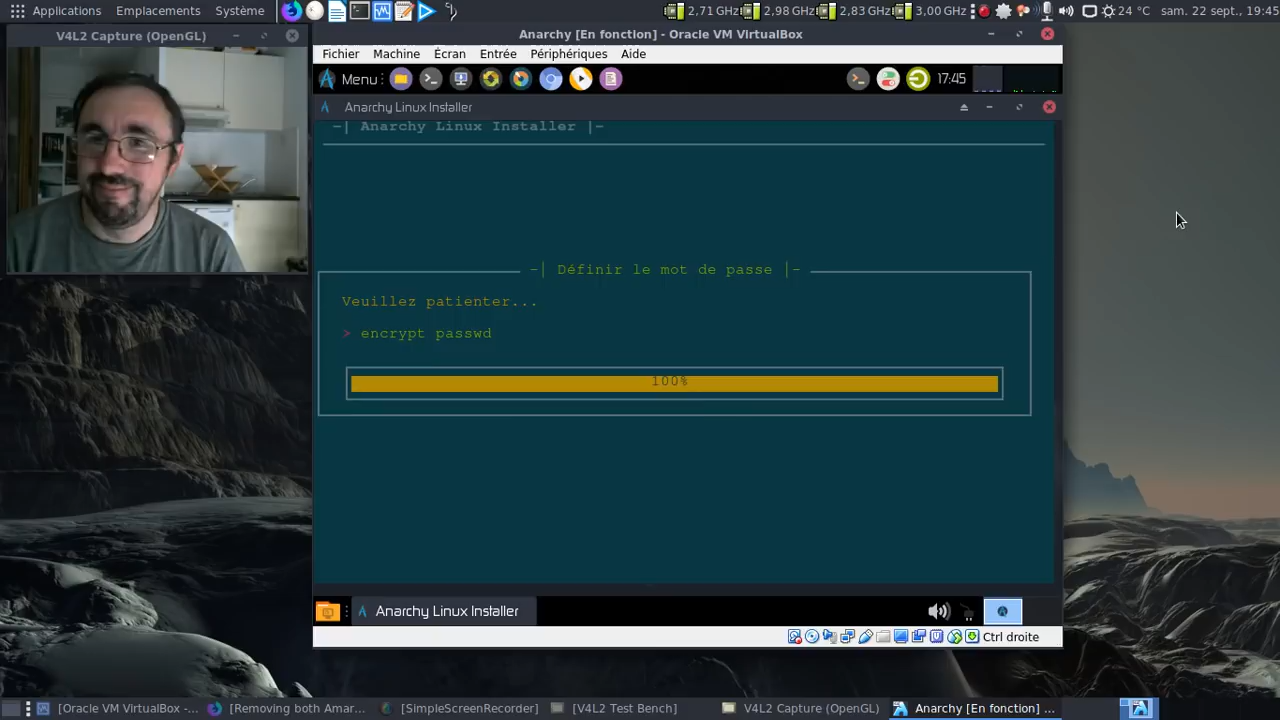 Applications Emplacements Système 2,71 GHz 2,98 GHz 2,83 GHz 3,00 GHz 24 °C sam. 22 sept., 19:45
V4L2 Capture (OpenGL)
Anarchy [En fonction] - Oracle VM VirtualBox
Fichier Machine Écran Entrée Périphériques Aide
Menu 17:45
Anarchy Linux Installer
-| Anarchy Linux Installer |-
-| Définir le mot de passe |-
Veuillez patienter...
> encrypt passwd
100%
Anarchy Linux Installer
Ctrl droite
[Oracle VM VirtualBox -... [Removing both Amar... [SimpleScreenRecorder] [V4L2 Test Bench] V4L2 Capture (OpenGL) Anarchy [En fonction] ...